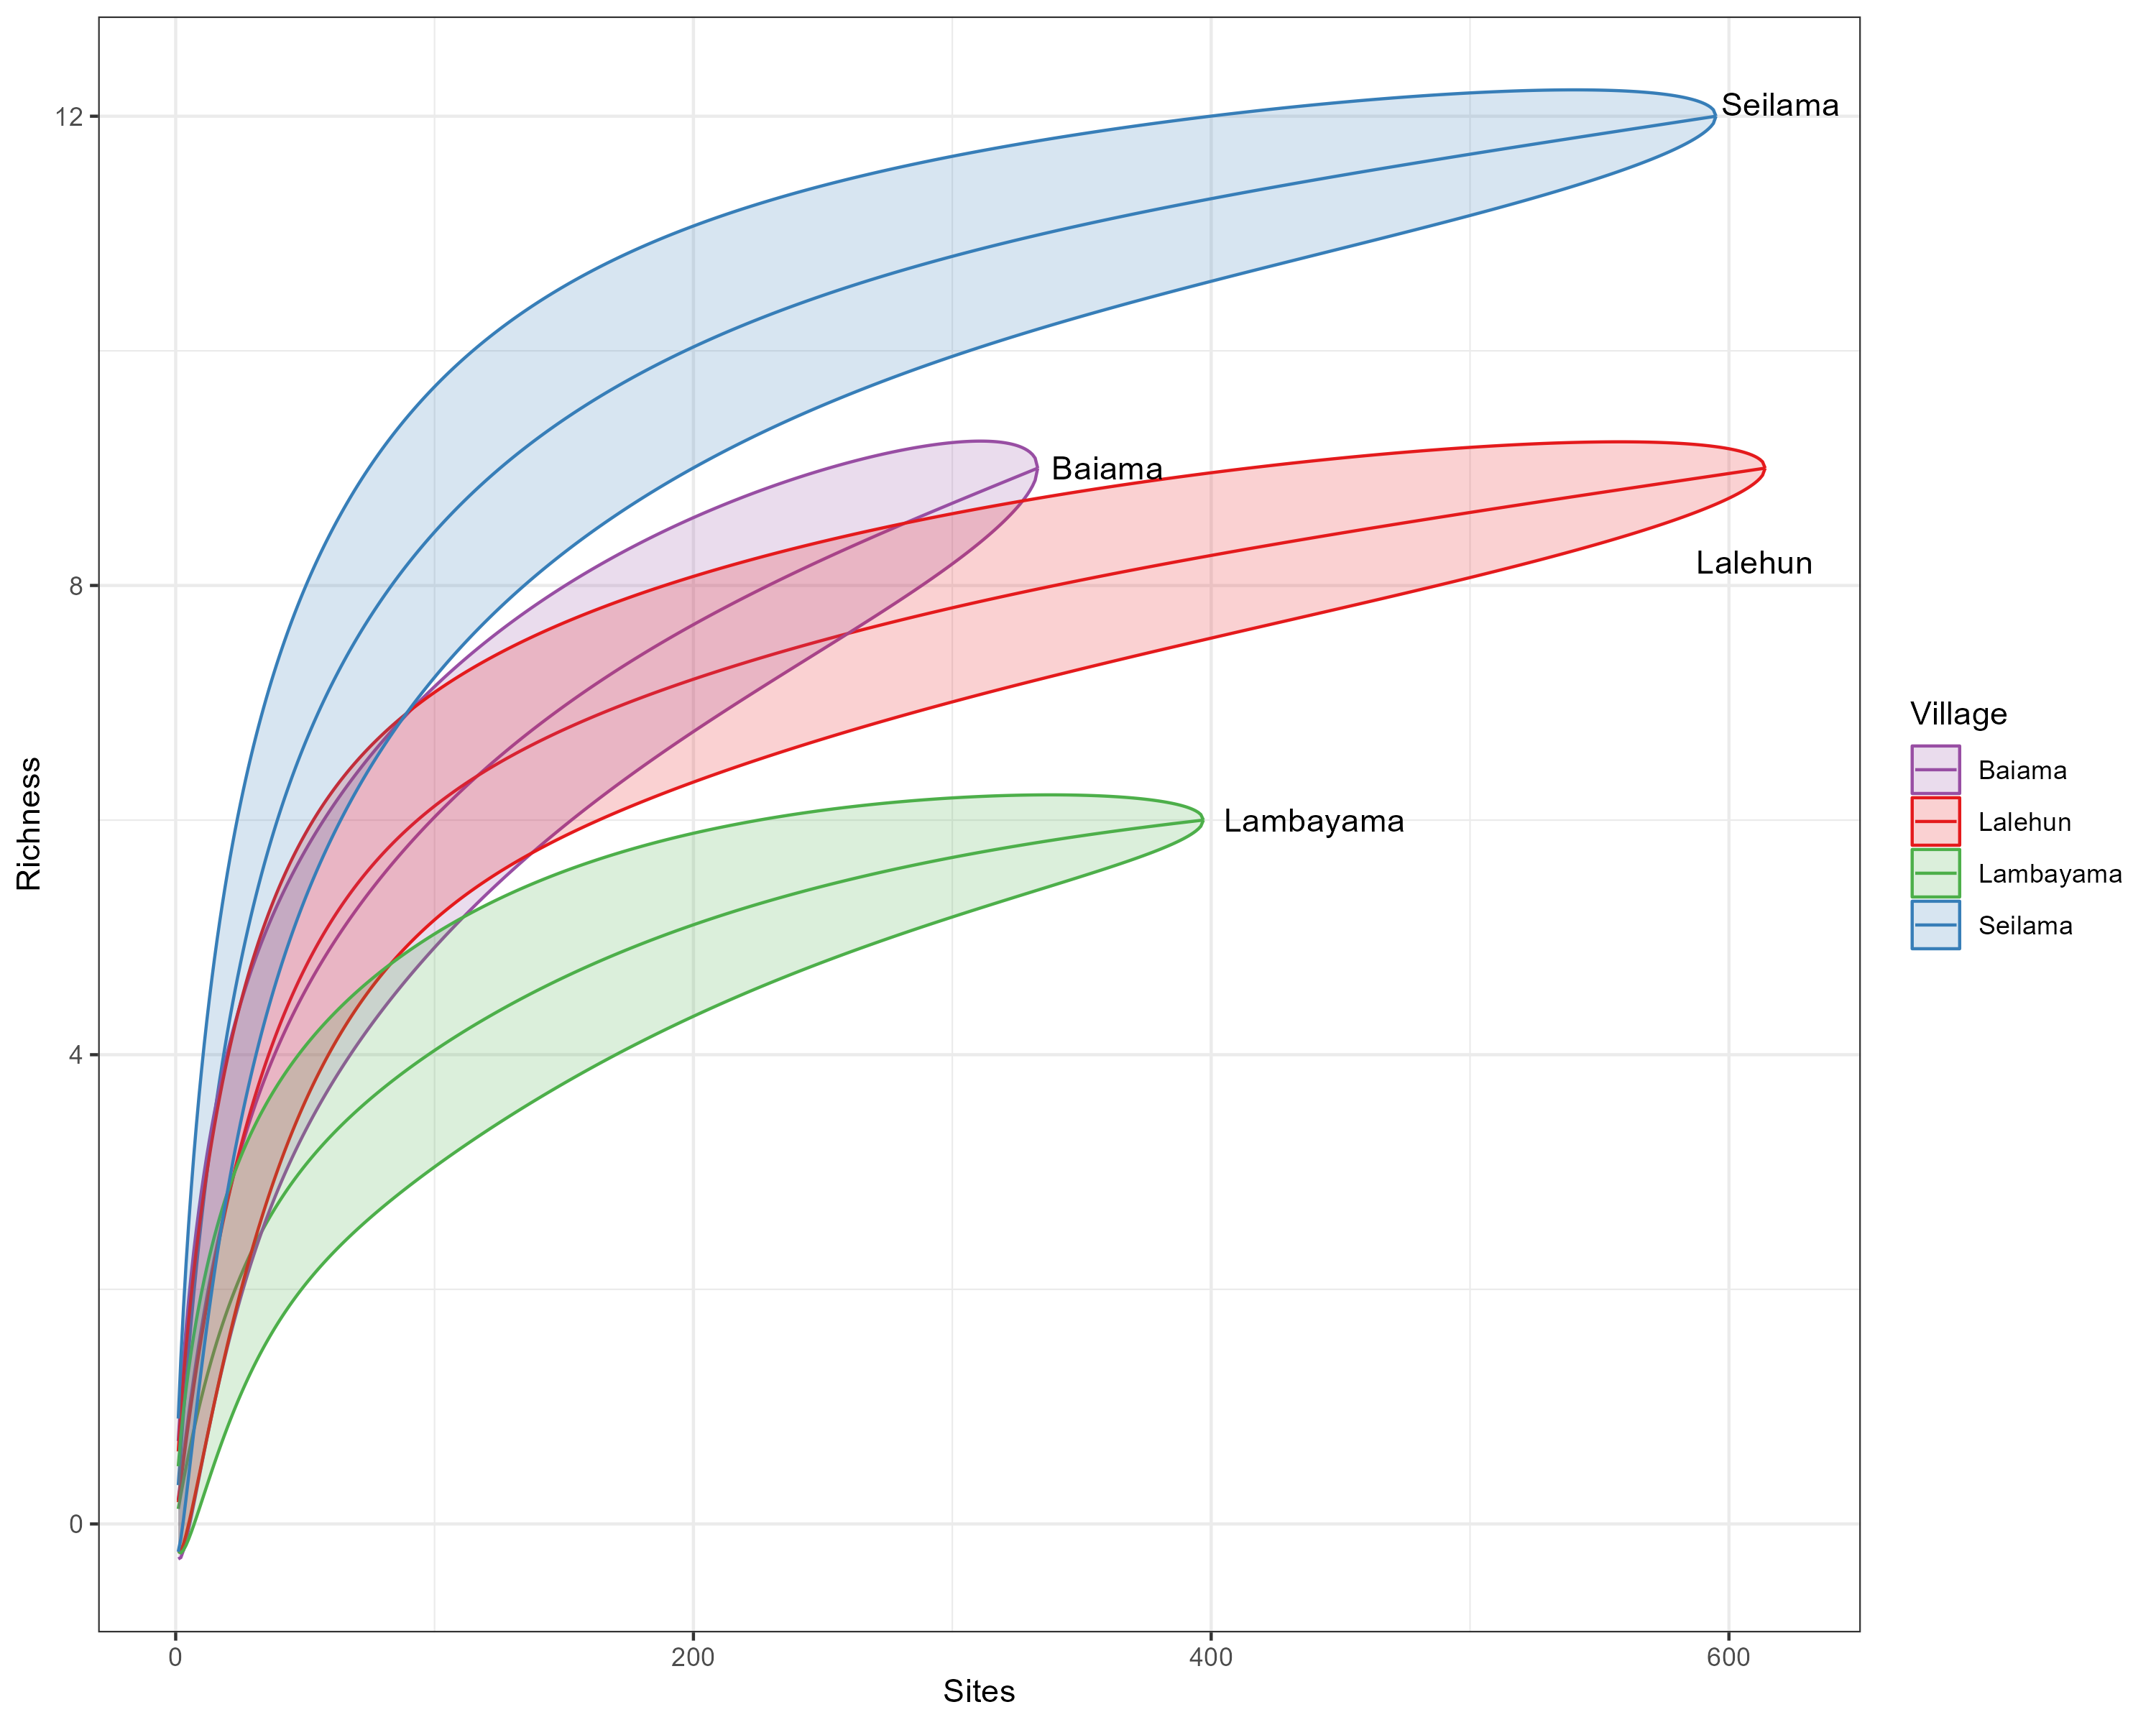 12
8
4
0
Richness
Seilama
Baiama
Lalehun
Lambayama
0
200
400
600
Sites
Village
Baiama
Lalehun
Lambayama
Seilama